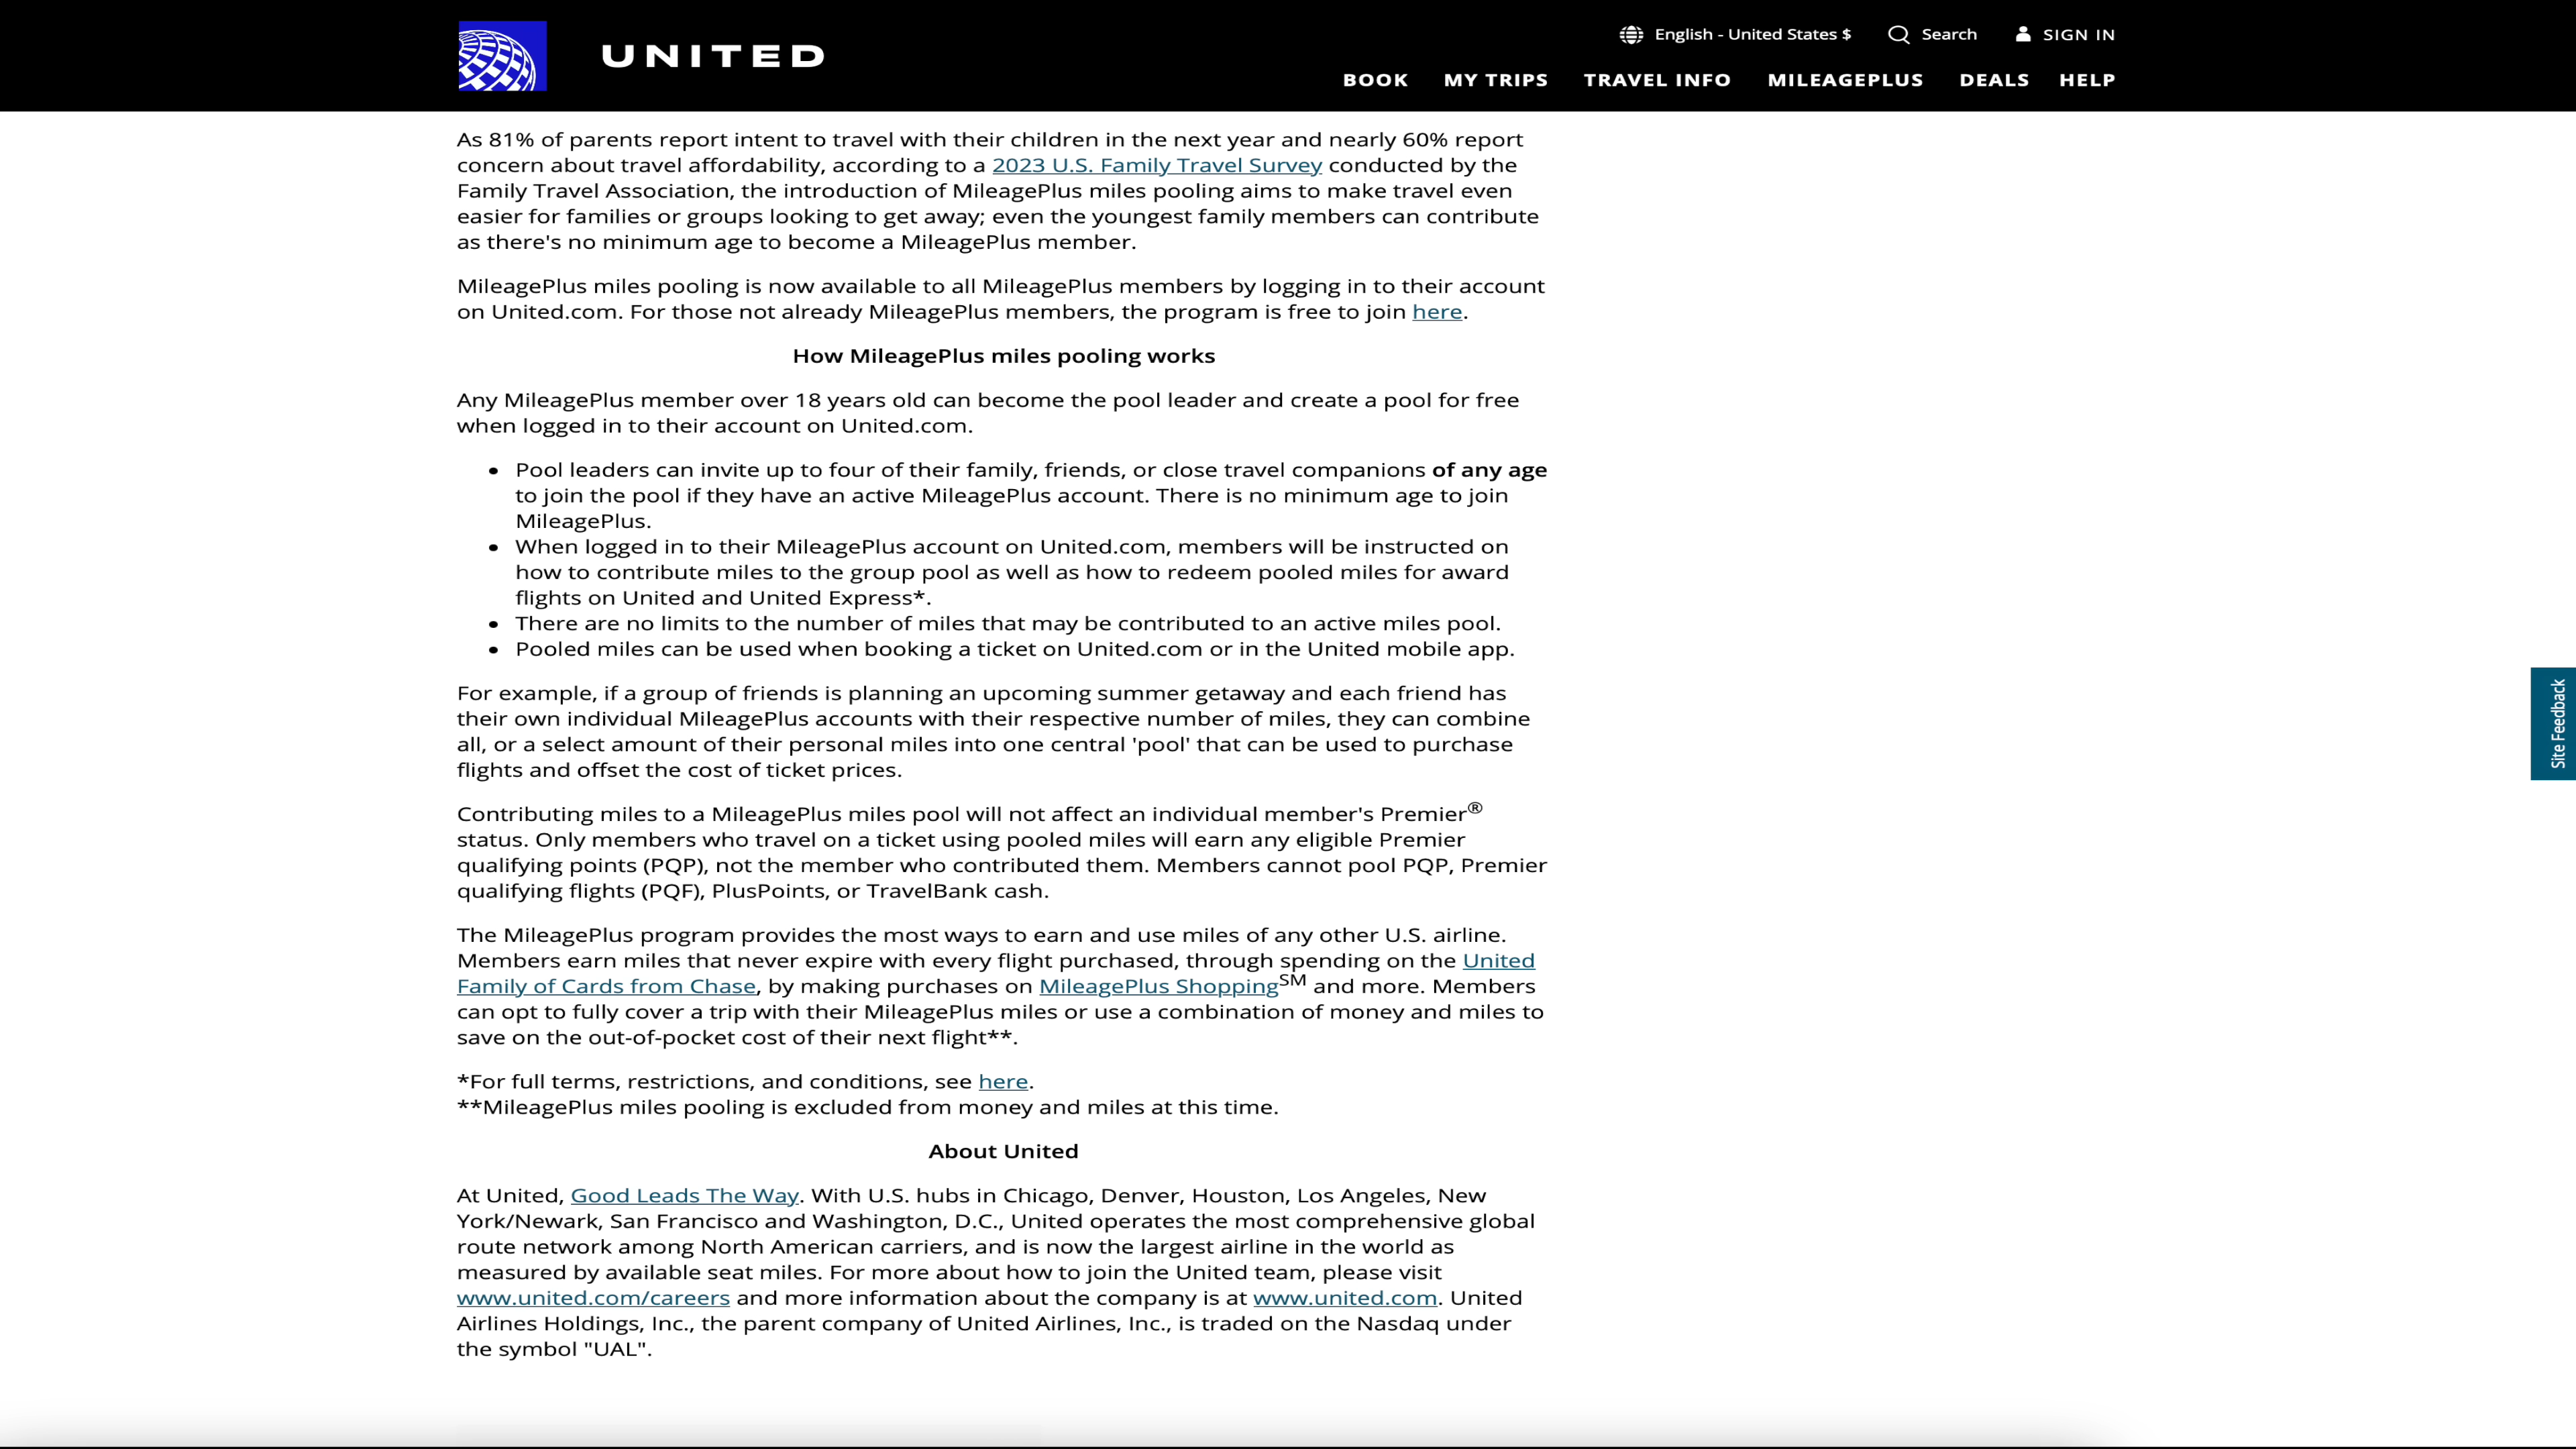 UNITED
English - United States $
Search
SIGN IN
BOOK
MY TRIPS
TRAVEL INFO
MILEAGEPLUS
DEALS
HELP
As 81% of parents report intent to travel with their children in the next year and nearly 60% report
concern about travel affordability, according to a 2023 U.S. Family Travel Survey conducted by the
Family Travel Association, the introduction of MileagePlus miles pooling aims to make travel even
easier for families or groups looking to get away; even the youngest family members can contribute
as there's no minimum age to become a MileagePlus member.
MileagePlus miles pooling is now available to all MileagePlus members by logging in to their account
on United.com. For those not already MileagePlus members, the program is free to join here.
How MileagePlus miles pooling works
Any MileagePlus member over 18 years old can become the pool leader and create a pool for free
when logged in to their account on United.com.
• Pool leaders can invite up to four of their family, friends, or close travel companions of any age
to join the pool if they have an active MileagePlus account. There is no minimum age to join
MileagePlus.
• When logged in to their MileagePlus account on United.com, members will be instructed on
how to contribute miles to the group pool as well as how to redeem pooled miles for award
flights on United and United Express*.
• There are no limits to the number of miles that may be contributed to an active miles pool.
• Pooled miles can be used when booking a ticket on United.com or in the United mobile app.
For example, if a group of friends is planning an upcoming summer getaway and each friend has
their own individual MileagePlus accounts with their respective number of miles, they can combine
all, or a select amount of their personal miles into one central 'pool' that can be used to purchase
flights and offset the cost of ticket prices.
Contributing miles to a MileagePlus miles pool will not affect an individual member's Premier®
status. Only members who travel on a ticket using pooled miles will earn any eligible Premier
qualifying points (PQP), not the member who contributed them. Members cannot pool PQP, Premier
qualifying flights (PQF), PlusPoints, or TravelBank cash.
The MileagePlus program provides the most ways to earn and use miles of any other U.S. airline.
Members earn miles that never expire with every flight purchased, through spending on the United
Family of Cards from Chase, by making purchases on MileagePlus Shopping℠ and more. Members
can opt to fully cover a trip with their MileagePlus miles or use a combination of money and miles to
save on the out-of-pocket cost of their next flight**.
*For full terms, restrictions, and conditions, see here.
**MileagePlus miles pooling is excluded from money and miles at this time.
About United
At United, Good Leads The Way. With U.S. hubs in Chicago, Denver, Houston, Los Angeles, New
York/Newark, San Francisco and Washington, D.C., United operates the most comprehensive global
route network among North American carriers, and is now the largest airline in the world as
measured by available seat miles. For more about how to join the United team, please visit
www.united.com/careers and more information about the company is at www.united.com. United
Airlines Holdings, Inc., the parent company of United Airlines, Inc., is traded on the Nasdaq under
the symbol "UAL".
Site Feedback